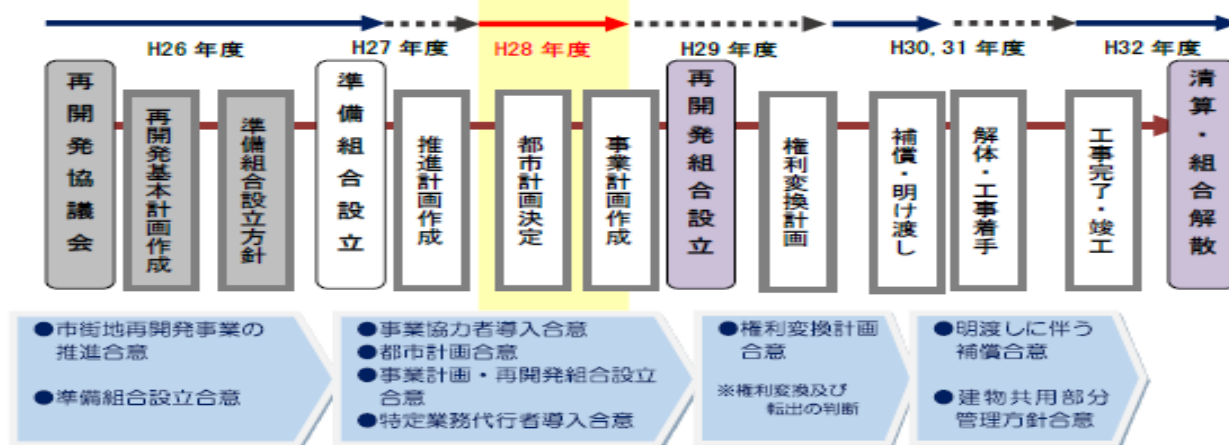 H26 年度
H27 年度
H28 年度
H29 年度
H30, 31 年度
H32 年度
再開発協議会
再開発基本計画作成
準備組合設立方針
準備組合設立
推進計画作成
都市計画決定
事業計画作成
再開発組合設立
権利変換計画
補償・明け渡し
解体・工事着手
工事完了・竣工
清算・組合解散
●市街地再開発事業の
推進合意
●準備組合設立合意
●事業協力者導入合意
●都市計画合意
●事業計画・再開発組合設立
合意
●特定業務代行者導入合意
●権利変換計画
合意
※権利変換及び
転出の判断
●明渡しに伴う
補償合意
●建物共用部分
管理方針合意